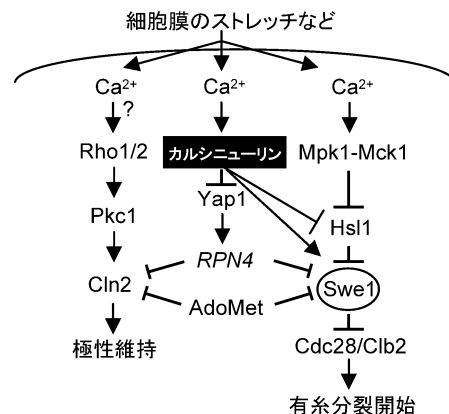 細胞膜のストレッチなど
Ca2+ Ca2+ Ca2+
?
Rho1/2 カルシニューリン Mpk1-Mck1
Yap1
Pkc1 Hsl1
RPN4
Cln2 Swe1
AdoMet
極性維持 Cdc28/Clb2
有糸分裂開始